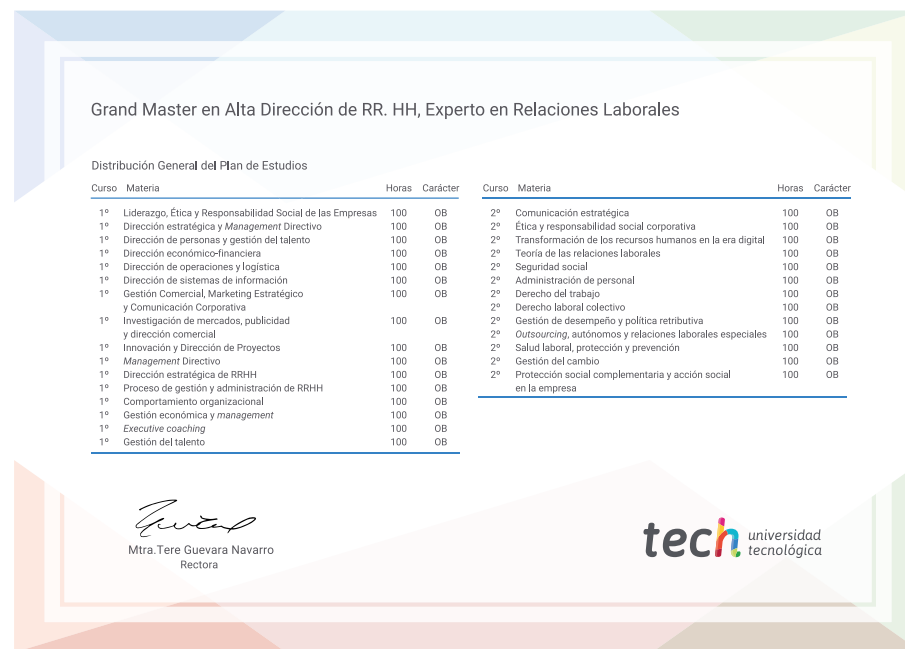 Grand Master en Alta Dirección de RR. HH, Experto en Relaciones Laborales
Distribución General del Plan de Estudios
Curso Materia Horas Carácter
1º Liderazgo, Ética y Responsabilidad Social de las Empresas 100 OB
1º Dirección estratégica y Management Directivo 100 OB
1º Dirección de personas y gestión del talento 100 OB
1º Dirección económico-financiera 100 OB
1º Dirección de operaciones y logística 100 OB
1º Dirección de sistemas de información 100 OB
1º Gestión Comercial, Marketing Estratégico 100 OB
y Comunicación Corporativa
1º Investigación de mercados, publicidad 100 OB
y dirección comercial
1º Innovación y Dirección de Proyectos 100 OB
1º Management Directivo 100 OB
1º Dirección estratégica de RRHH 100 OB
1º Proceso de gestión y administración de RRHH 100 OB
1º Comportamiento organizacional 100 OB
1º Gestión económica y management 100 OB
1º Executive coaching 100 OB
1º Gestión del talento 100 OB
Curso Materia Horas Carácter
2º Comunicación estratégica 100 OB
2º Ética y responsabilidad social corporativa 100 OB
2º Transformación de los recursos humanos en la era digital 100 OB
2º Teoría de las relaciones laborales 100 OB
2º Seguridad social 100 OB
2º Administración de personal 100 OB
2º Derecho del trabajo 100 OB
2º Derecho laboral colectivo 100 OB
2º Gestión de desempeño y política retributiva 100 OB
2º Outsourcing, autónomos y relaciones laborales especiales 100 OB
2º Salud laboral, protección y prevención 100 OB
2º Gestión del cambio 100 OB
2º Protección social complementaria y acción social 100 OB
en la empresa
Mtra.Tere Guevara Navarro
Rectora
tech universidad
tecnológica